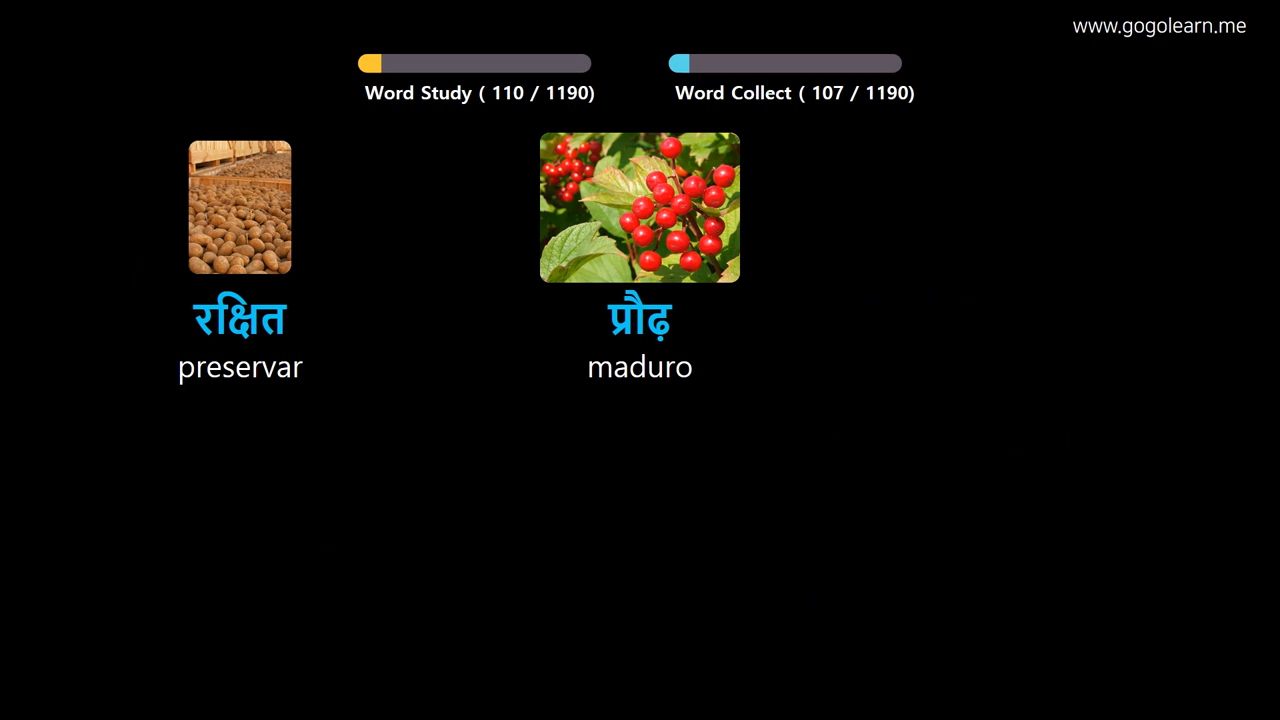 www.gogolearn.me
Word Study ( 110 / 1190)
Word Collect ( 107 / 1190)
रक्षित
preservar
प्रौढ़
maduro